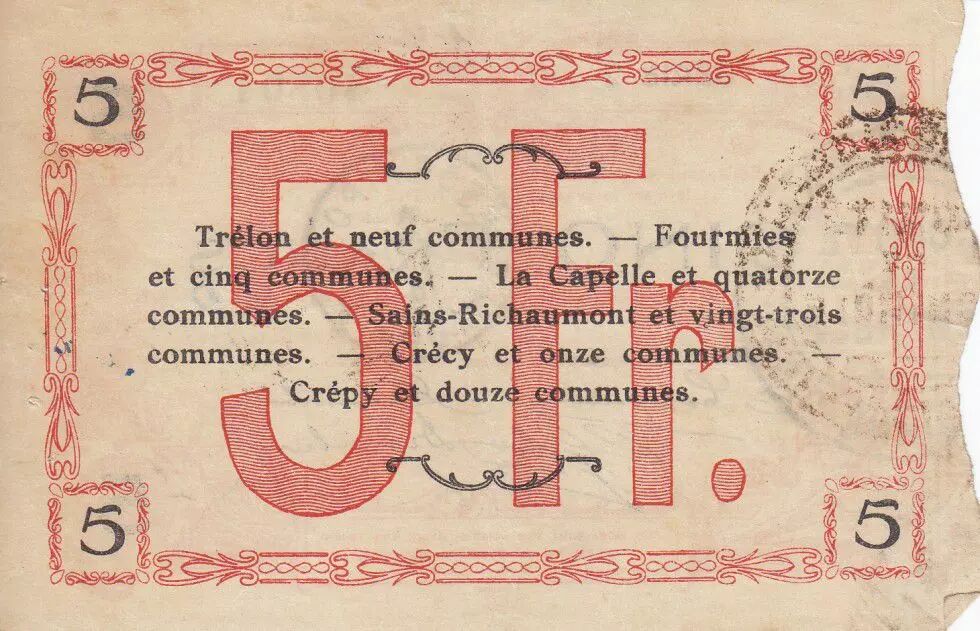 5 5
5 Fr.
Trélon et neuf communes. — Fourmies
et cinq communes. — La Capelle et quatorze
communes. — Sains-Richaumont et vingt-trois
communes. — Crécy et onze communes. —
Crépy et douze communes.
5 5